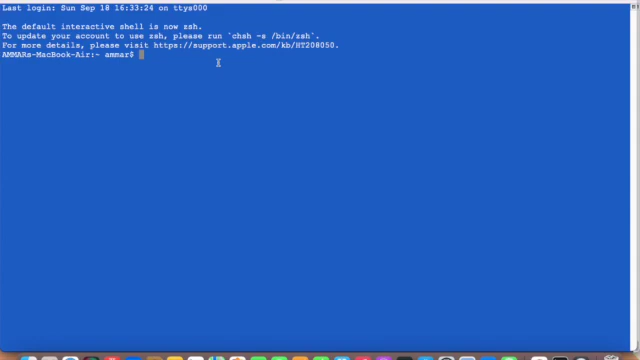 Last login: Sun Sep 18 16:33:24 on ttys000
The default interactive shell is now zsh.
To update your account to use zsh, please run `chsh -s /bin/zsh`.
For more details, please visit https://support.apple.com/kb/HT208050.
AMMARs-MacBook-Air:~ ammar$